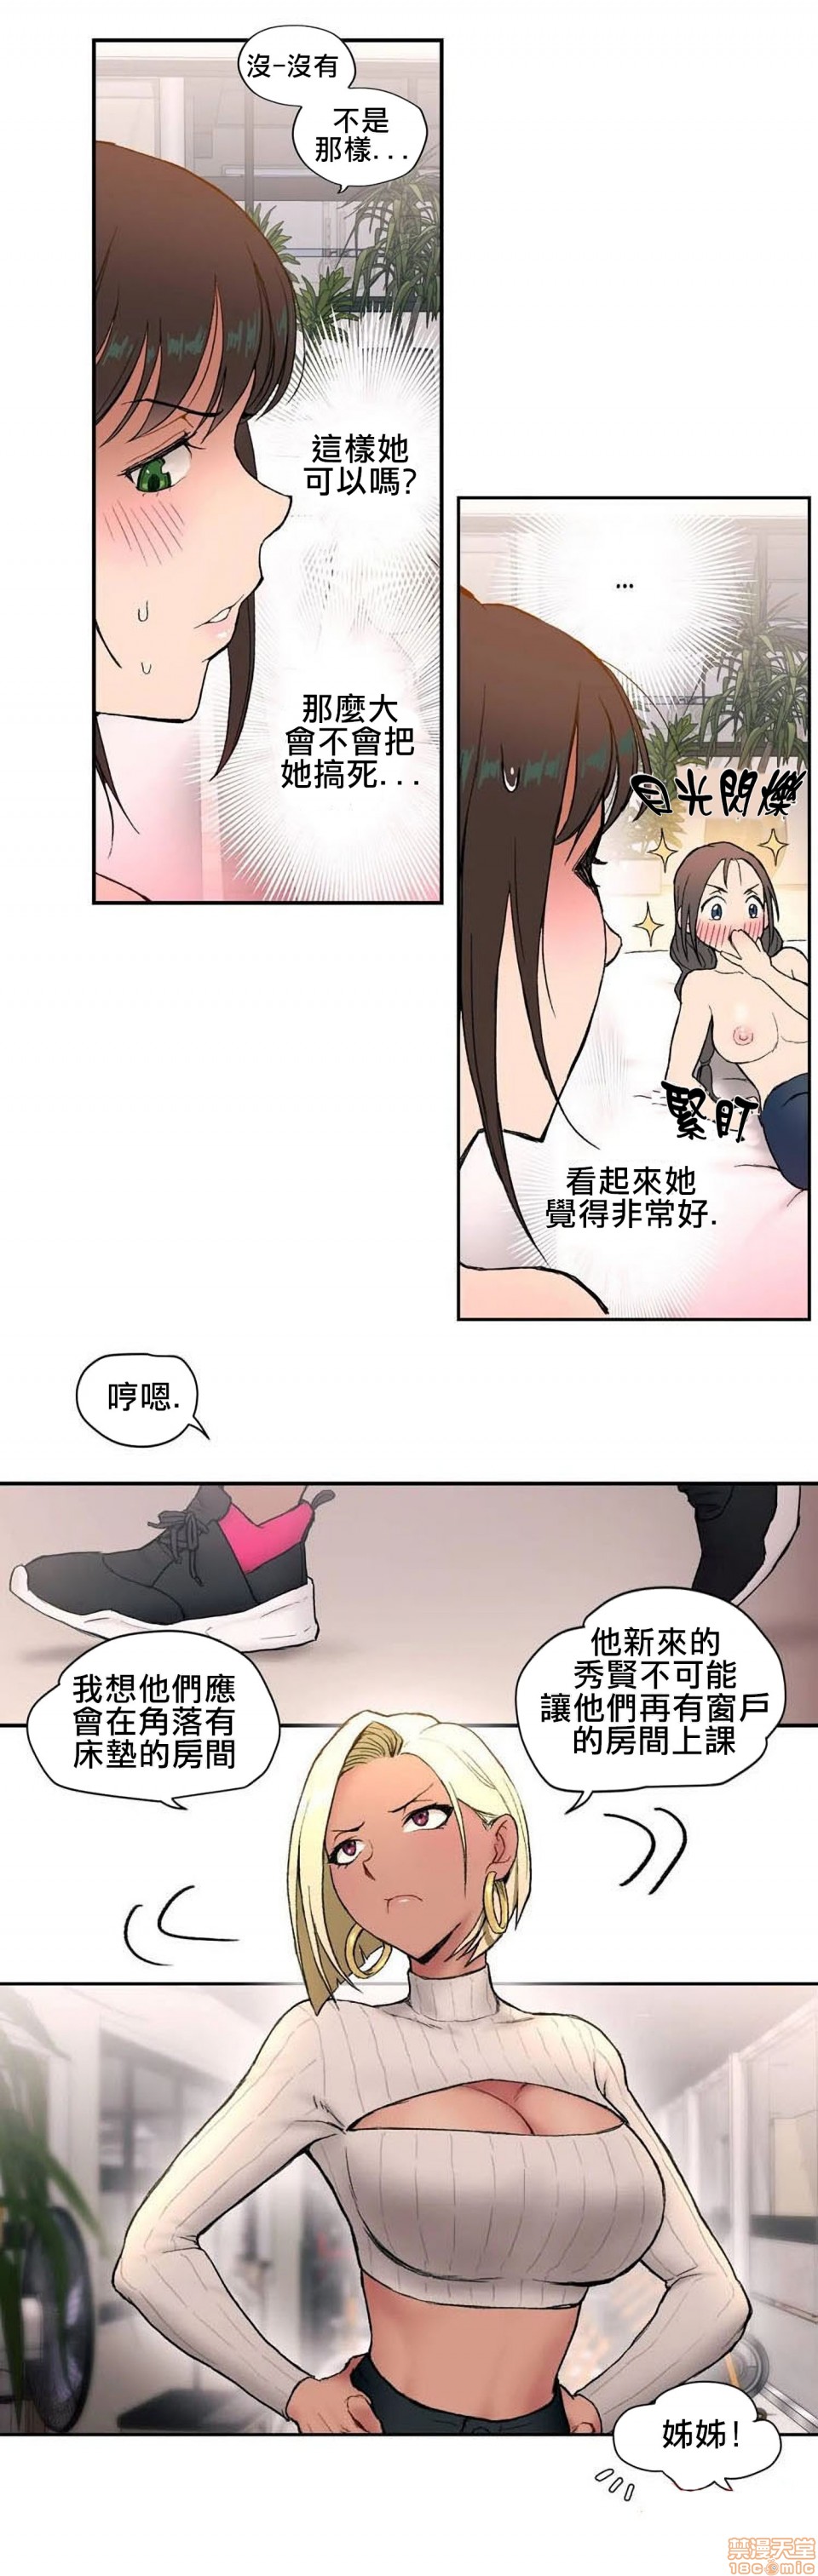 沒-沒有
不是
那樣...
這樣她
可以嗎?
那麼大
會不會把
她搞死...
...
目光閃爍
緊盯
看起來她
覺得非常好.
哼嗯.
他新來的
秀賢不可能
讓他們再有窗戶
的房間上課
我想他們應
會在角落有
床墊的房間
姊姊!
禁漫天堂
18comic